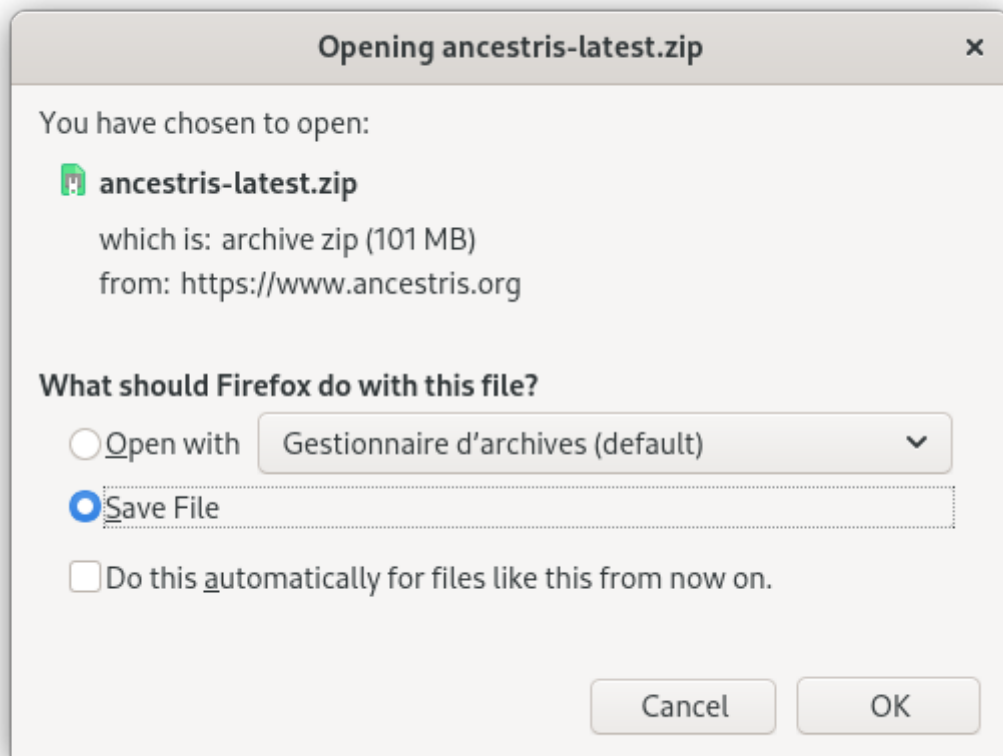 Opening ancestris-latest.zip
You have chosen to open:
ancestris-latest.zip
which is: archive zip (101 MB)
from: https://www.ancestris.org
What should Firefox do with this file?
Open with Gestionnaire d'archives (default)
Save File
Do this automatically for files like this from now on.
Cancel OK